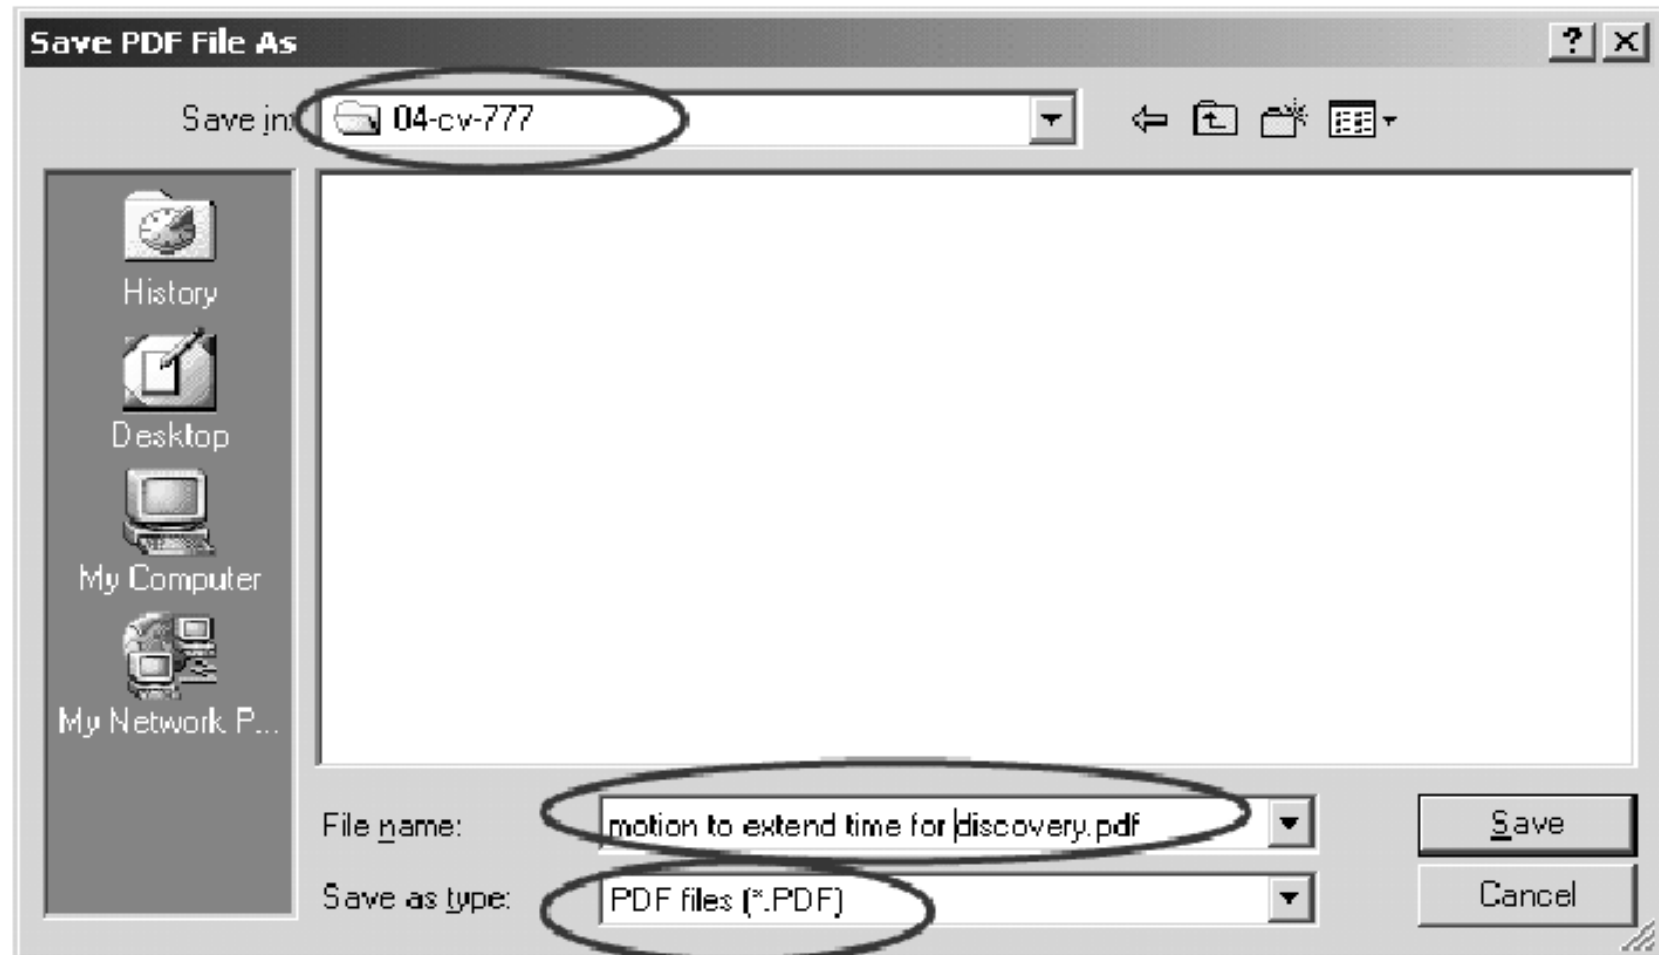 Save PDF File As
Save in: 04-cv-777
History
Desktop
My Computer
My Network P...
File name: motion to extend time for discovery.pdf Save
Save as type: PDF files (*.PDF) Cancel